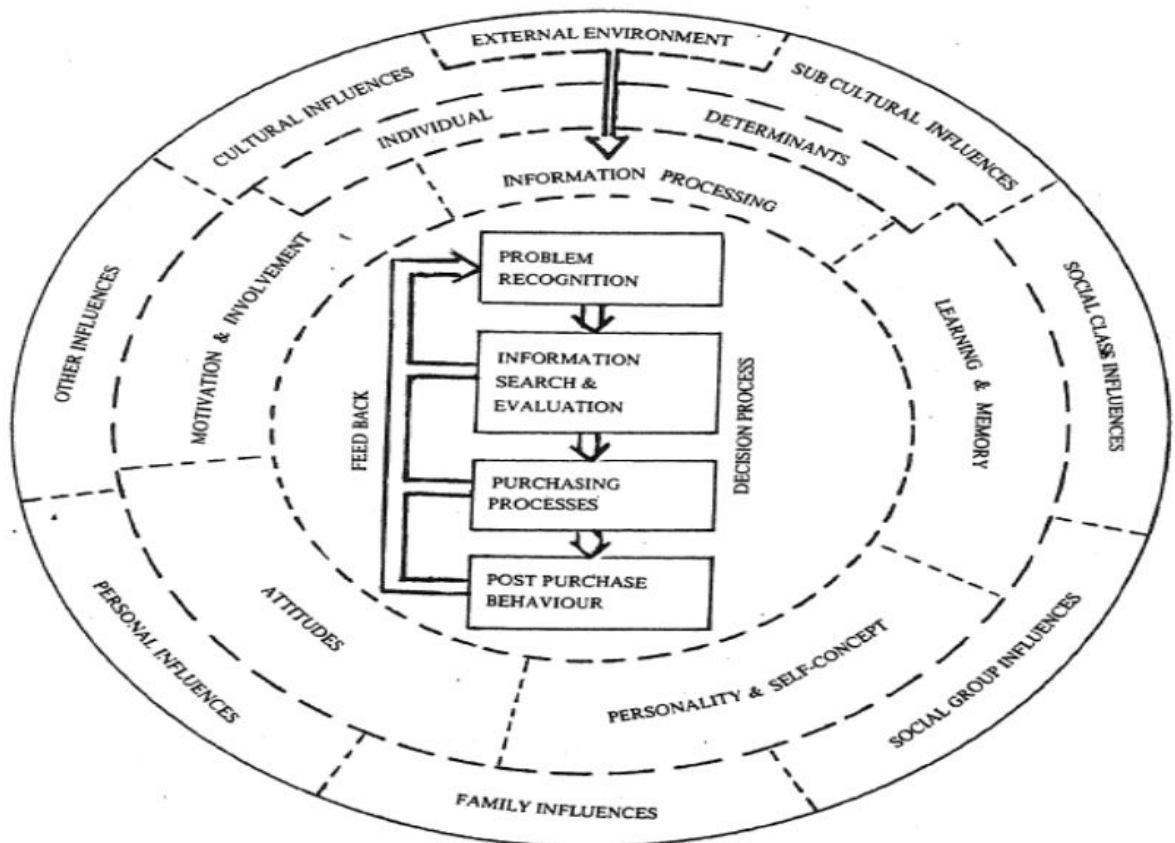 EXTERNAL ENVIRONMENT
CULTURAL INFLUENCES
SUB CULTURAL INFLUENCES
INDIVIDUAL
DETERMINANTS
INFORMATION PROCESSING
OTHER INFLUENCES
MOTIVATION & INVOLVEMENT
FEED BACK
PROBLEM
RECOGNITION
INFORMATION
SEARCH &
EVALUATION
PURCHASING
PROCESSES
POST PURCHASE
BEHAVIOUR
DECISION PROCESS
LEARNING & MEMORY
SOCIAL CLASS INFLUENCES
PERSONAL INFLUENCES
ATTITUDES
PERSONALITY & SELF-CONCEPT
SOCIAL GROUP INFLUENCES
FAMILY INFLUENCES